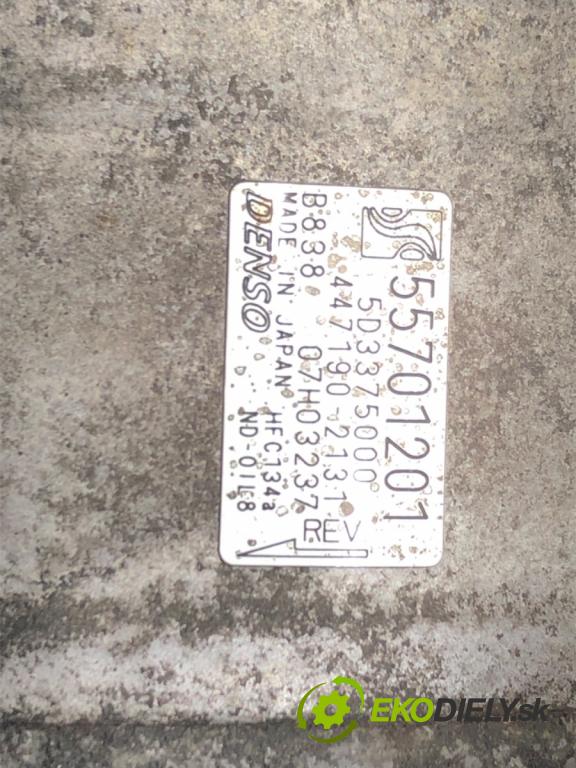 55701201
5D3375000
447190-2131
B838 07H03237
MADE IN JAPAN HFC134a
DENSO ND-OIL8
REV
EKODIELY.sk